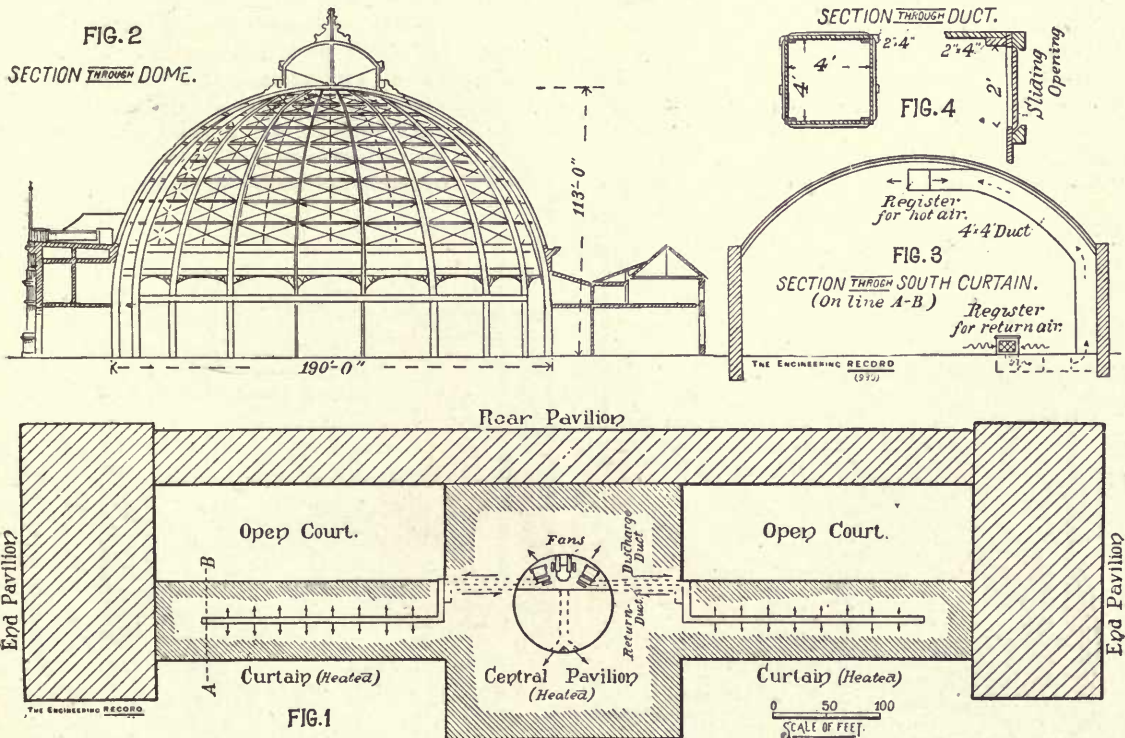 FIG. 2
SECTION THROUGH DOME.
113'-0"
190'-0"
SECTION THROUGH DUCT.
2"×4"
4'
4'
2"×4"
2'
Sliding
Opening
FIG. 4
Register
for hot air.
4'×4' Duct
FIG. 3
SECTION THROUGH SOUTH CURTAIN.
(On line A-B)
Register
for return air.
THE ENGINEERING RECORD
Rear Pavilion
End Pavilion
Open Court.
Fans
Discharge
Duct
Open Court.
End Pavilion
B
Return
Duct
A
Curtain (Heated)
Central Pavilion
(Heated)
Curtain (Heated)
THE ENGINEERING RECORD.
FIG. 1
0 50 100
SCALE OF FEET.